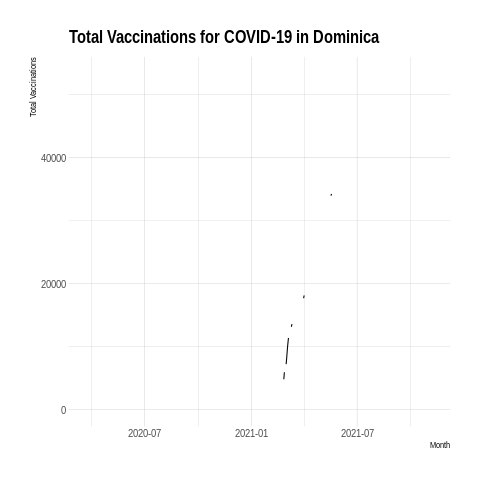 Total Vaccinations for COVID-19 in Dominica
Total Vaccinations
40000
20000
0
2020-07
2021-01
2021-07
Month